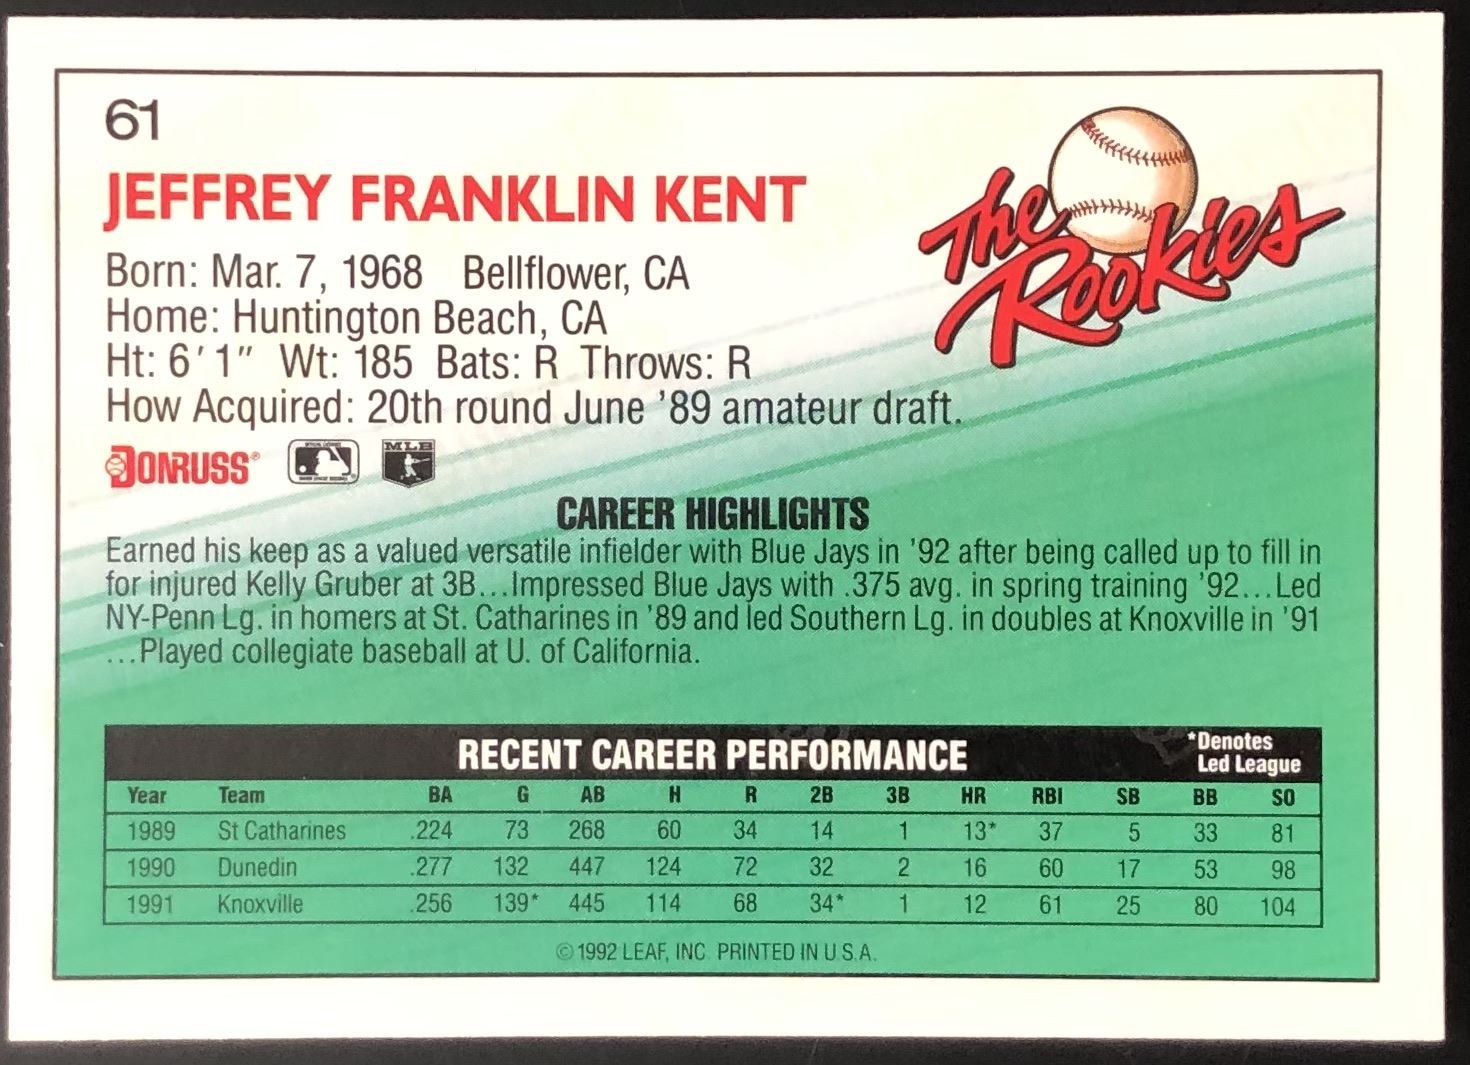 61
JEFFREY FRANKLIN KENT
The
Rookies
Born: Mar. 7, 1968 Bellflower, CA
Home: Huntington Beach, CA
Ht: 6' 1" Wt: 185 Bats: R Throws: R
How Acquired: 20th round June '89 amateur draft.
DONRUSS® MLB
CAREER HIGHLIGHTS
Earned his keep as a valued versatile infielder with Blue Jays in '92 after being called up to fill in
for injured Kelly Gruber at 3B...Impressed Blue Jays with .375 avg. in spring training '92...Led
NY-Penn Lg. in homers at St. Catharines in '89 and led Southern Lg. in doubles at Knoxville in '91
...Played collegiate baseball at U. of California.
RECENT CAREER PERFORMANCE
*Denotes
Led League
Year Team BA G AB H R 2B 3B HR RBI SB BB SO
1989 St Catharines .224 73 268 60 34 14 1 13* 37 5 33 81
1990 Dunedin .277 132 447 124 72 32 2 16 60 17 53 98
1991 Knoxville .256 139* 445 114 68 34* 1 12 61 25 80 104
©1992 LEAF, INC. PRINTED IN U.S.A.